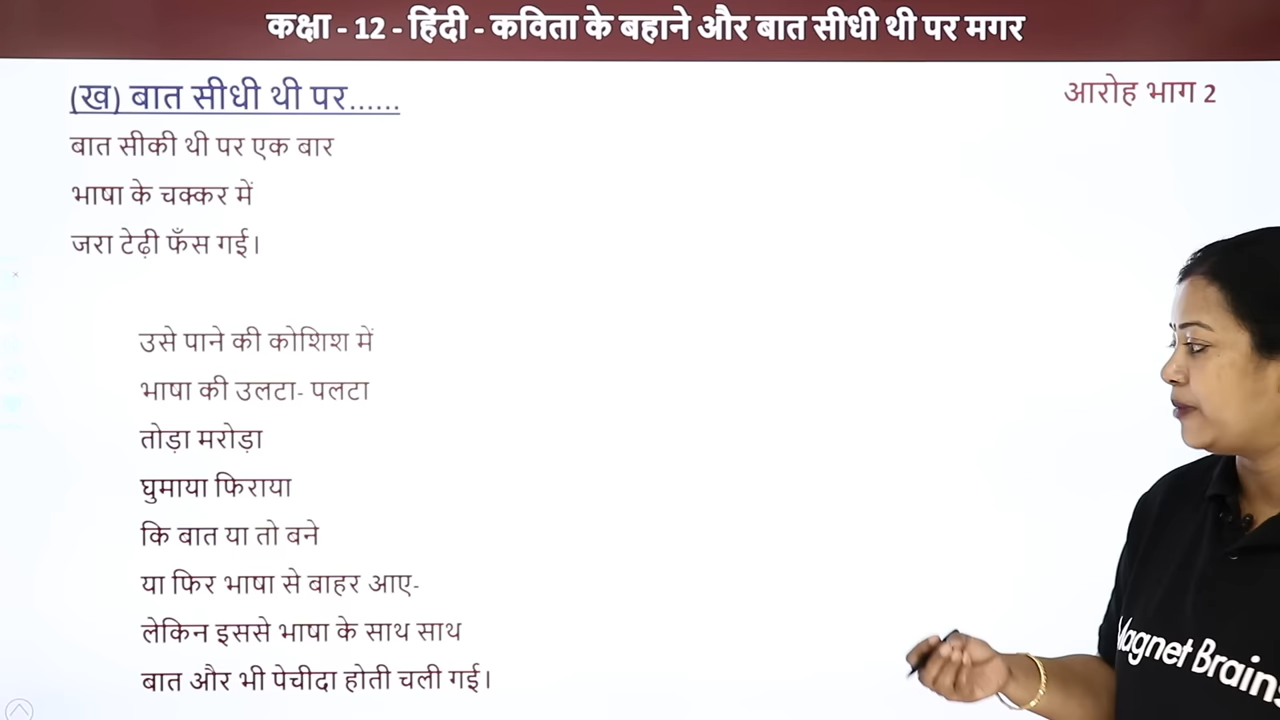 कक्षा - 12 - हिंदी - कविता के बहाने और बात सीधी थी पर मगर
(ख) बात सीधी थी पर......
आरोह भाग 2
बात सीकी थी पर एक बार
भाषा के चक्कर में
जरा टेढ़ी फँस गई।
उसे पाने की कोशिश में
भाषा की उलटा- पलटा
तोड़ा मरोड़ा
घुमाया फिराया
कि बात या तो बने
या फिर भाषा से बाहर आए-
लेकिन इससे भाषा के साथ साथ
बात और भी पेचीदा होती चली गई।
Magnet Brains